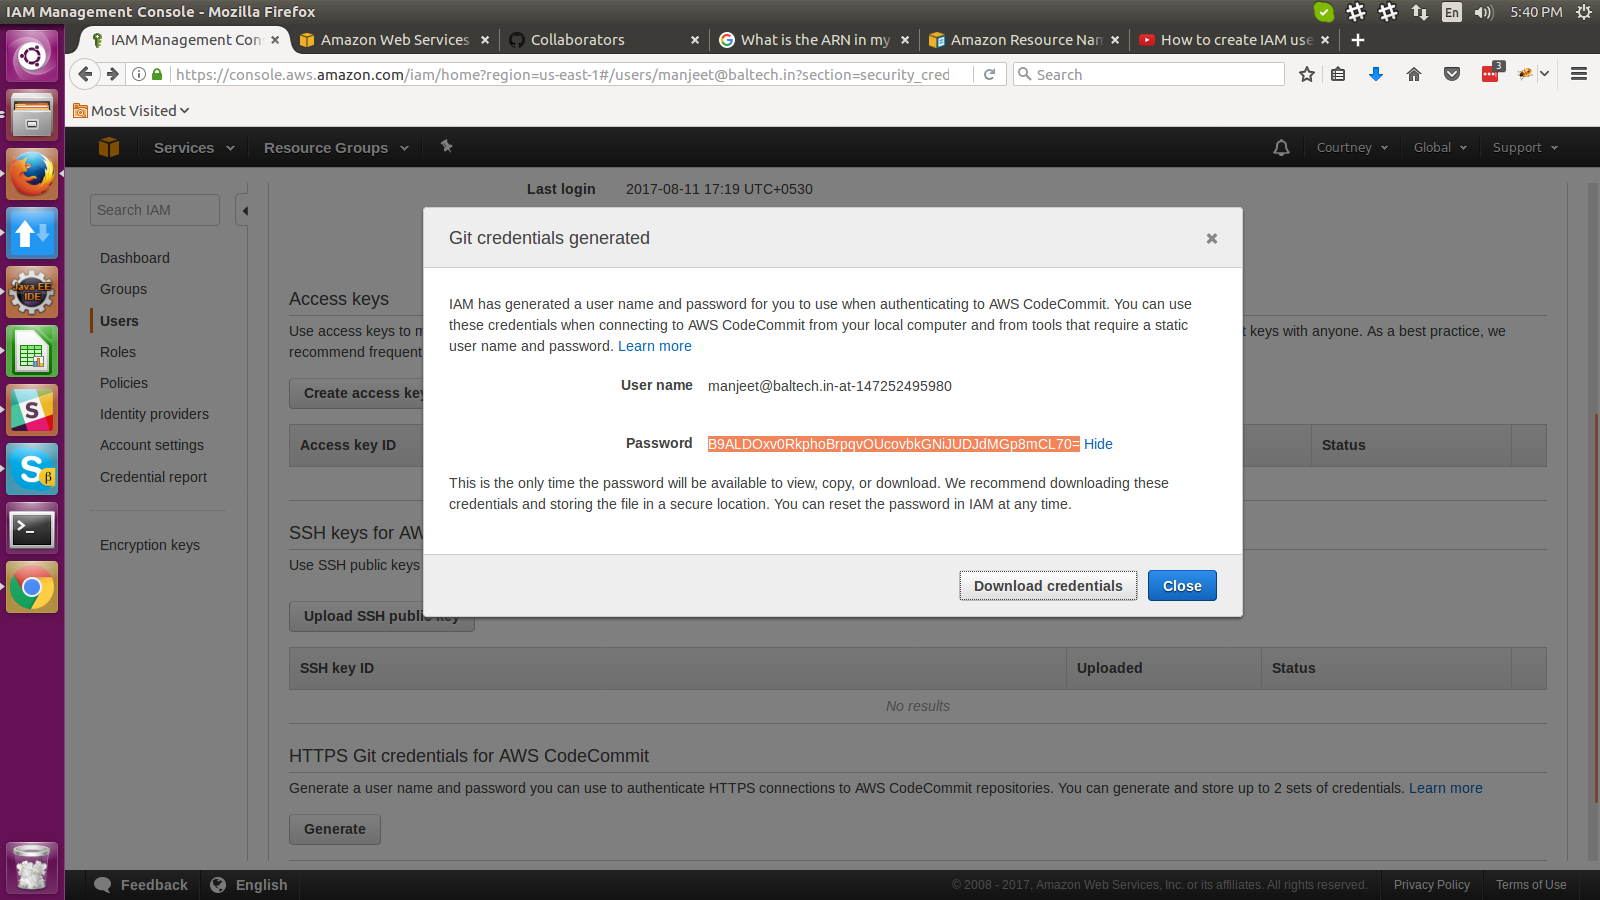 IAM Management Console - Mozilla Firefox
En
5:40 PM
IAM Management Con
Amazon Web Services
Collaborators
What is the ARN in my
Amazon Resource Nam
How to create IAM use
https://console.aws.amazon.com/iam/home?region=us-east-1#/users/manjeet@baltech.in?section=security_cred
Search
3
Most Visited
Services
Resource Groups
Courtney
Global
Support
Last login 2017-08-11 17:19 UTC+0530
Search IAM
Dashboard
Groups
Users
Roles
Policies
Identity providers
Account settings
Credential report
Encryption keys
Git credentials generated
IAM has generated a user name and password for you to use when authenticating to AWS CodeCommit. You can use
these credentials when connecting to AWS CodeCommit from your local computer and from tools that require a static
user name and password. Learn more
User name manjeet@baltech.in-at-147252495980
Password B9ALDOxv0RkphoBrpqvOUcovbkGNiJUDJdMGp8mCL70= Hide
This is the only time the password will be available to view, copy, or download. We recommend downloading these
credentials and storing the file in a secure location. You can reset the password in IAM at any time.
Download credentials
Close
Access keys
Use access keys to m
t keys with anyone. As a best practice, we
recommend frequent
Create access key
Access key ID
Status
SSH keys for AW
Use SSH public keys
Upload SSH public key
SSH key ID
Uploaded
Status
No results
HTTPS Git credentials for AWS CodeCommit
Generate a user name and password you can use to authenticate HTTPS connections to AWS CodeCommit repositories. You can generate and store up to 2 sets of credentials. Learn more
Generate
Java EE
IDE
Feedback
English
© 2008 - 2017, Amazon Web Services, Inc. or its affiliates. All rights reserved.
Privacy Policy
Terms of Use